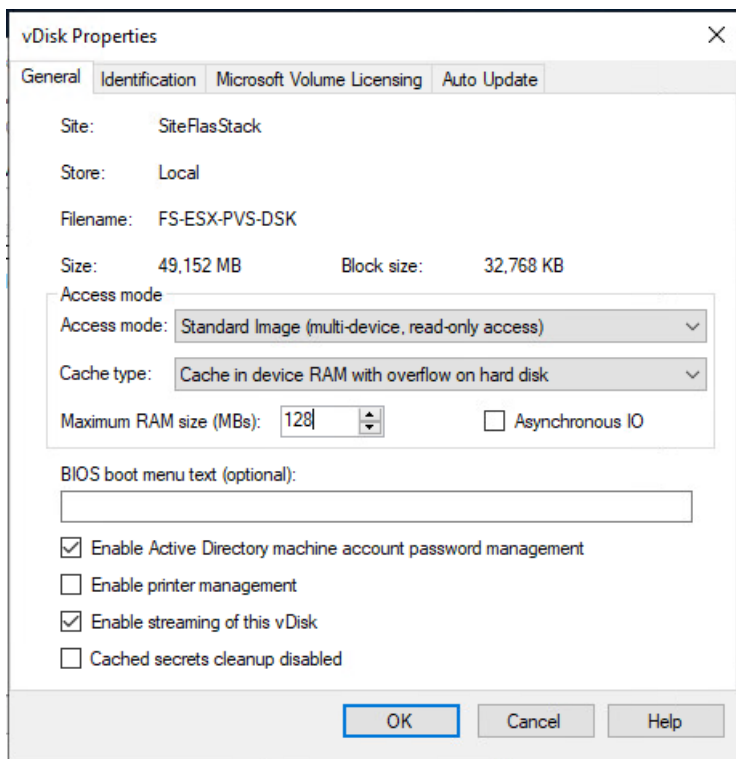 vDisk Properties
General Identification Microsoft Volume Licensing Auto Update
Site: SiteFlasStack
Store: Local
Filename: FS-ESX-PVS-DSK
Size: 49,152 MB Block size: 32,768 KB
Access mode
Access mode: Standard Image (multi-device, read-only access)
Cache type: Cache in device RAM with overflow on hard disk
Maximum RAM size (MBs): 128 Asynchronous IO
BIOS boot menu text (optional):
Enable Active Directory machine account password management
Enable printer management
Enable streaming of this vDisk
Cached secrets cleanup disabled
OK Cancel Help